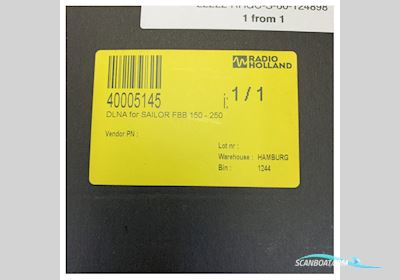 1 from 1
RADIO
HOLLAND
40005145
1 / 1
DLNA for SAILOR FBB 150 - 250
Vendor PN :
Lot nr :
Warehouse : HAMBURG
Bin : 1244
SCANBOAT.COM